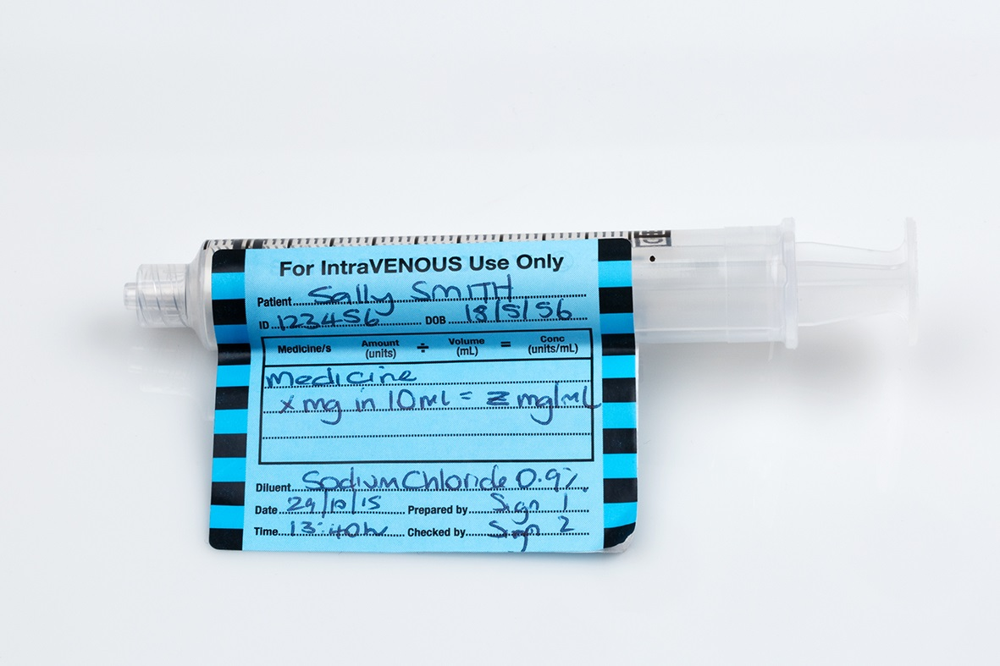 For IntraVENOUS Use Only
Patient Sally SMITH
ID 123456 DOB 18/5/56
Medicine/s Amount (units) ÷ Volume (mL) = Conc (units/mL)
Medicine
x mg in 10ml = z mg/mL
Diluent Sodium Chloride 0.9%
Date 29/10/15 Prepared by Sign 1
Time 13:40hr Checked by Sign 2